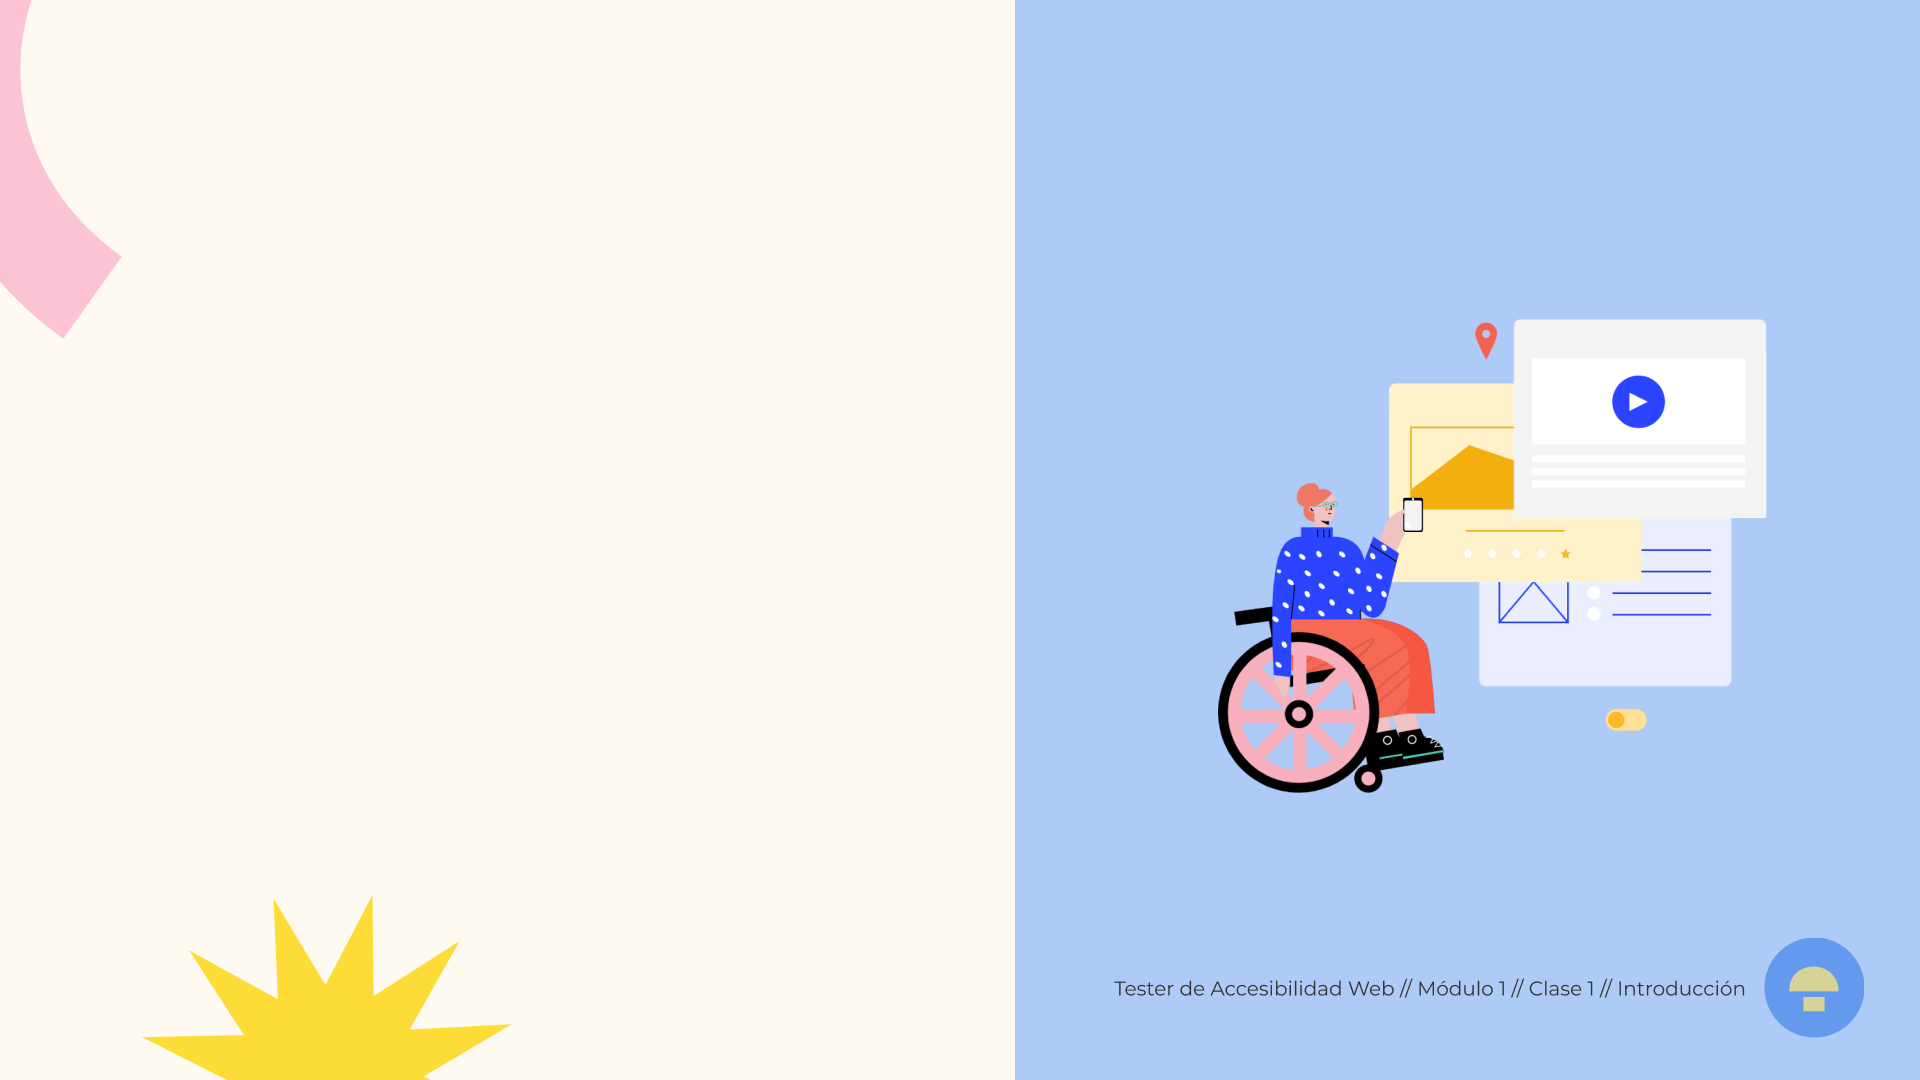 Tester de Accesibilidad Web // Módulo 1 // Clase 1 // Introducción